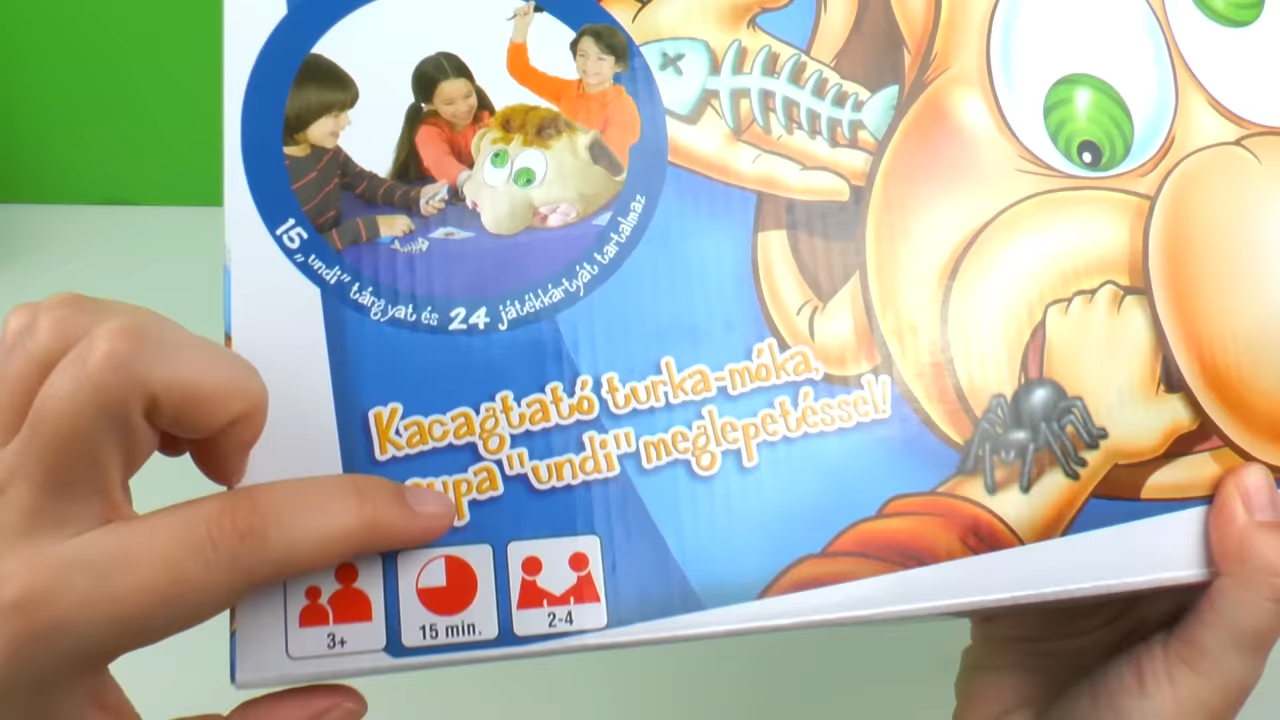 15 „undi" tárgyat és 24 játékkártyát tartalmaz
Kacagtató turka-móka,
"undi" meglepetéssel!
3+
15 min.
2-4